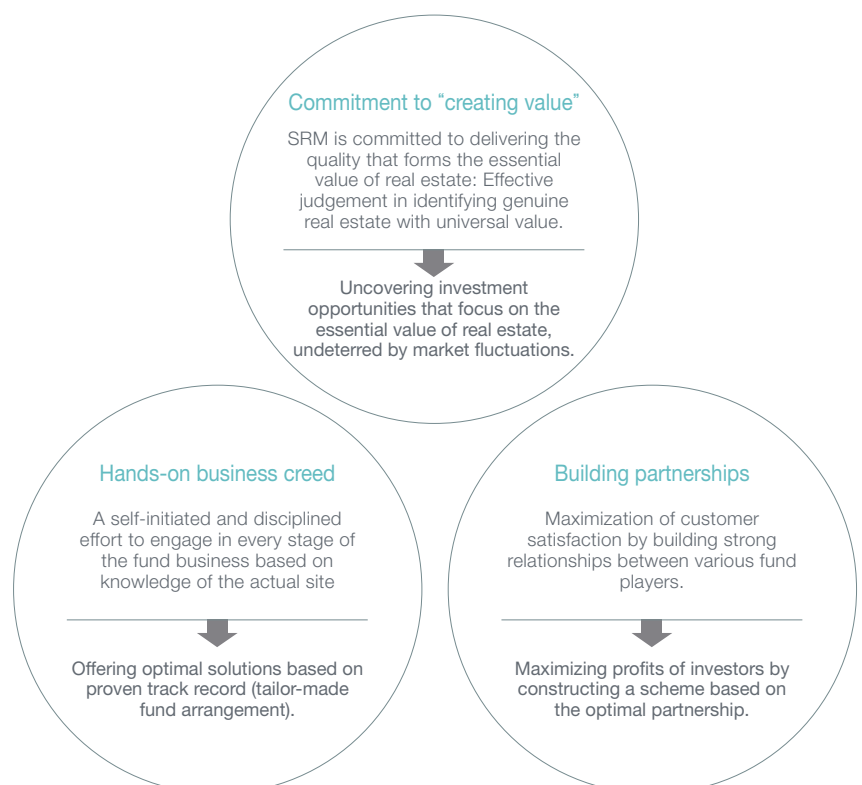 Commitment to “creating value”
SRM is committed to delivering the
quality that forms the essential
value of real estate: Effective
judgement in identifying genuine
real estate with universal value.
Uncovering investment
opportunities that focus on the
essential value of real estate,
undeterred by market fluctuations.
Hands-on business creed
A self-initiated and disciplined
effort to engage in every stage of
the fund business based on
knowledge of the actual site
Offering optimal solutions based on
proven track record (tailor-made
fund arrangement).
Building partnerships
Maximization of customer
satisfaction by building strong
relationships between various fund
players.
Maximizing profits of investors by
constructing a scheme based on
the optimal partnership.